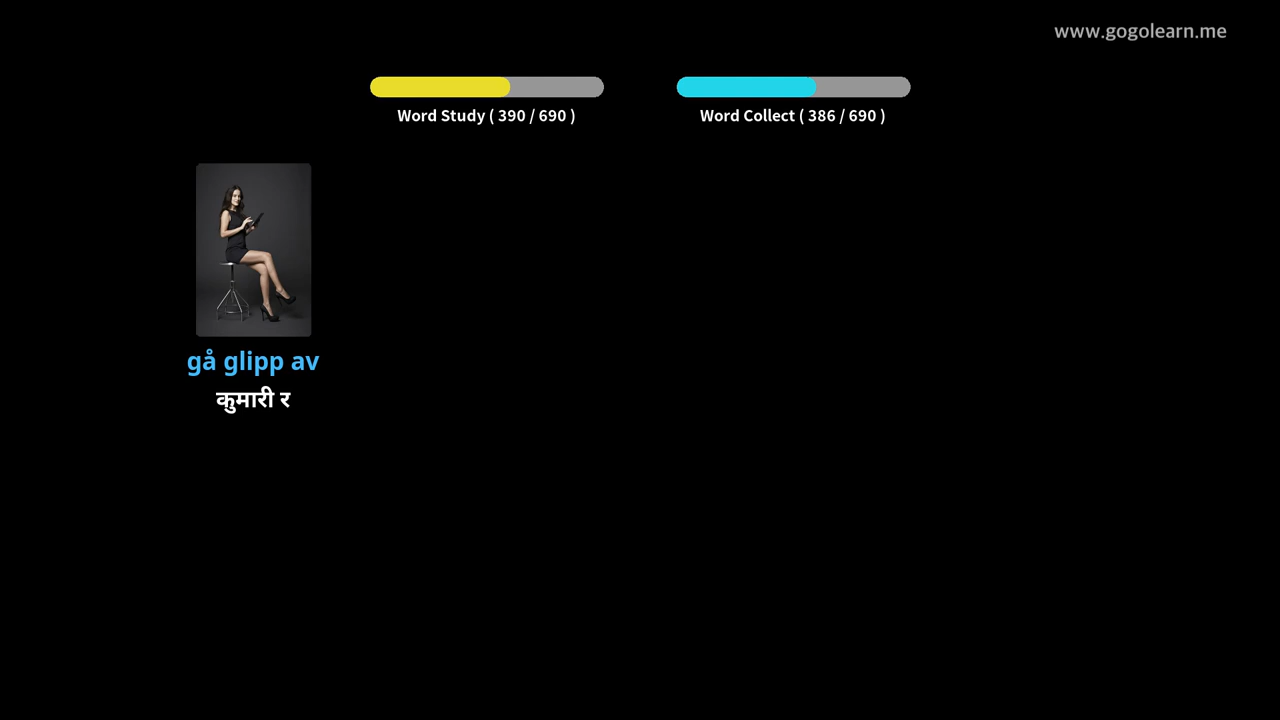 www.gogolearn.me
Word Study ( 390 / 690 )
Word Collect ( 386 / 690 )
gå glipp av
कुमारी र